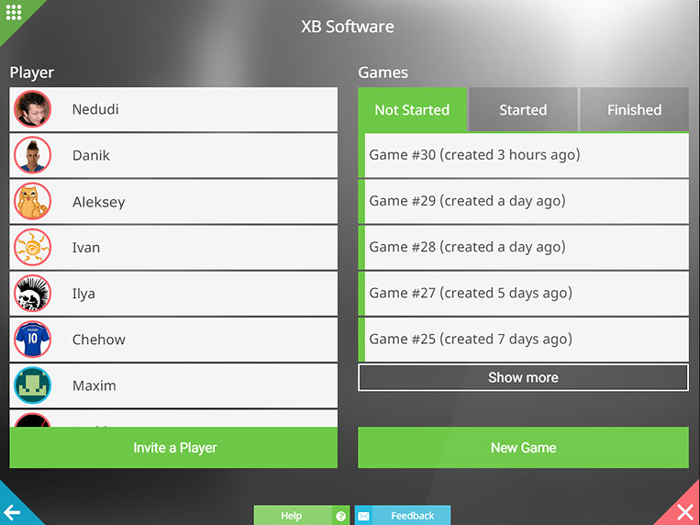 XB Software
Player
Nedudi
Danik
Aleksey
Ivan
Ilya
10
Chehow
Maxim
Invite a Player
Games
Not Started
Started
Finished
Game #30 (created 3 hours ago)
Game #29 (created a day ago)
Game #28 (created a day ago)
Game #27 (created 5 days ago)
Game #25 (created 7 days ago)
Show more
New Game
Help ?
Feedback